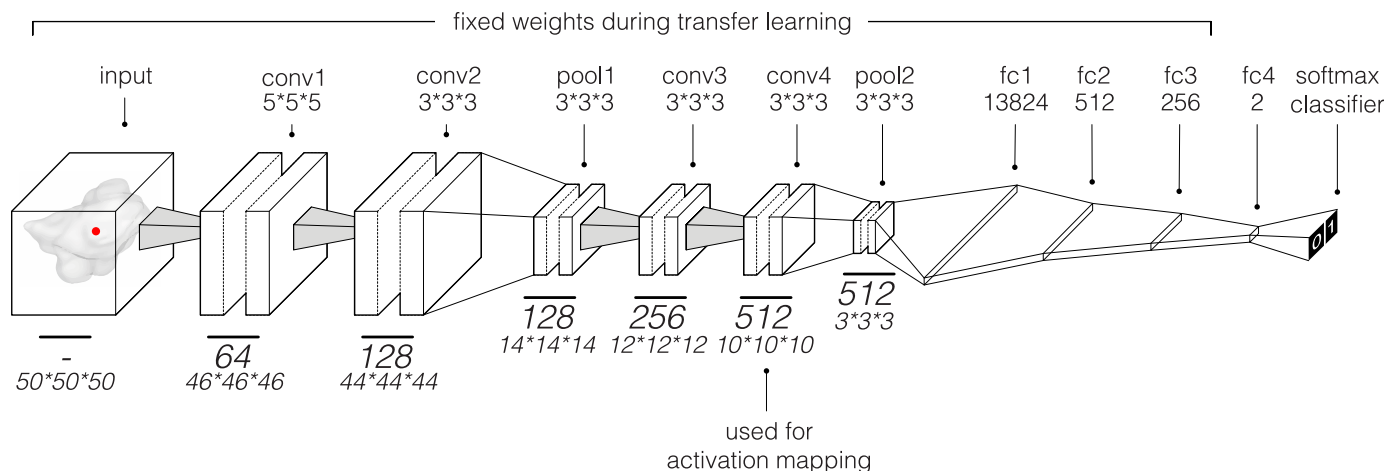 fixed weights during transfer learning
input conv1 conv2 pool1 conv3 conv4 pool2 fc1 fc2 fc3 fc4 softmax
5*5*5 3*3*3 3*3*3 3*3*3 3*3*3 3*3*3 13824 512 256 2 classifier
0 1
- 64 128 128 256 512 512
50*50*50 46*46*46 44*44*44 14*14*14 12*12*12 10*10*10 3*3*3
used for
activation mapping